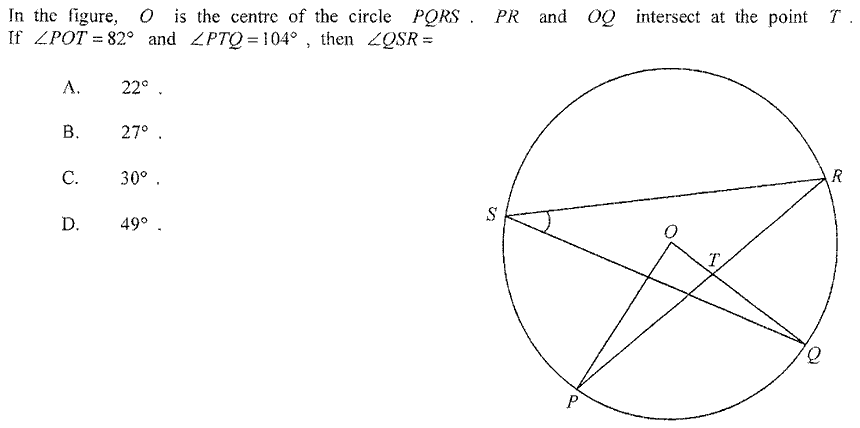 In the figure, O is the centre of the circle PQRS . PR and OQ intersect at the point T .
If ∠POT = 82° and ∠PTQ = 104° , then ∠QSR =
A. 22° .
B. 27° .
C. 30° .
D. 49° .
R
S
O
T
Q
P